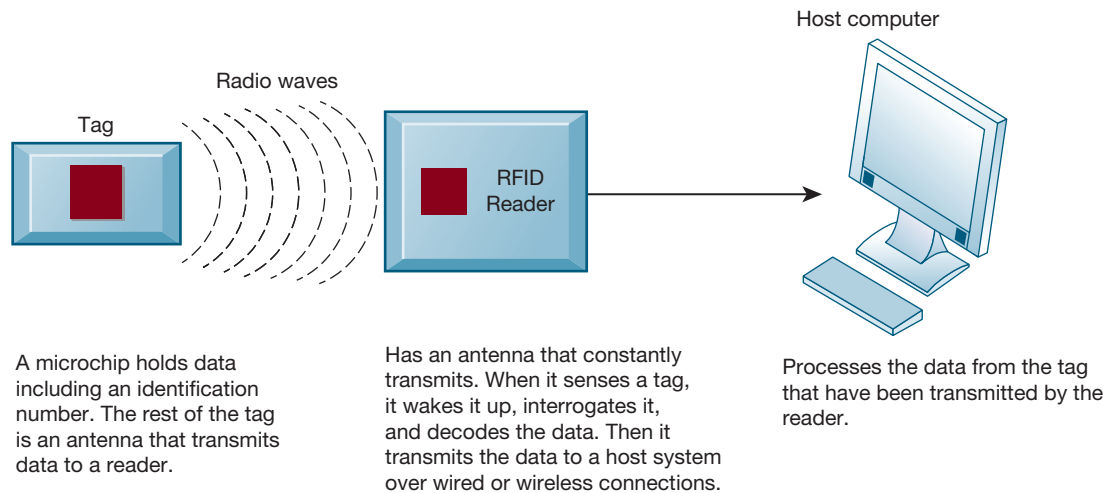 Host computer
Radio waves
Tag
RFID
Reader
A microchip holds data
including an identification
number. The rest of the tag
is an antenna that transmits
data to a reader.
Has an antenna that constantly
transmits. When it senses a tag,
it wakes it up, interrogates it,
and decodes the data. Then it
transmits the data to a host system
over wired or wireless connections.
Processes the data from the tag
that have been transmitted by the
reader.